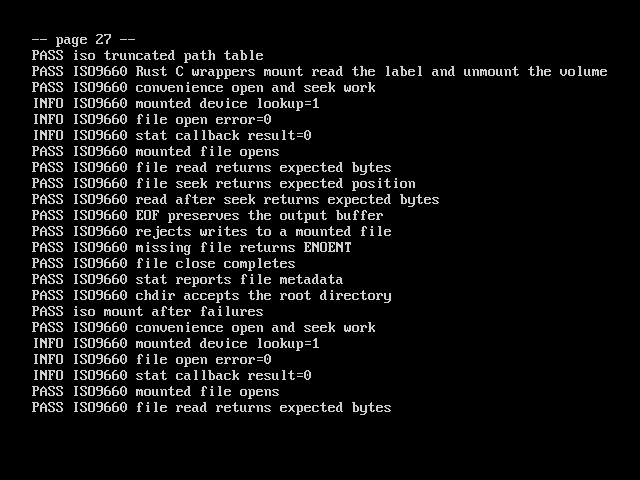 -- page 27 --
PASS iso truncated path table
PASS ISO9660 Rust C wrappers mount read the label and unmount the volume
PASS ISO9660 convenience open and seek work
INFO ISO9660 mounted device lookup=1
INFO ISO9660 file open error=0
INFO ISO9660 stat callback result=0
PASS ISO9660 mounted file opens
PASS ISO9660 file read returns expected bytes
PASS ISO9660 file seek returns expected position
PASS ISO9660 read after seek returns expected bytes
PASS ISO9660 EOF preserves the output buffer
PASS ISO9660 rejects writes to a mounted file
PASS ISO9660 missing file returns ENOENT
PASS ISO9660 file close completes
PASS ISO9660 stat reports file metadata
PASS ISO9660 chdir accepts the root directory
PASS iso mount after failures
PASS ISO9660 convenience open and seek work
INFO ISO9660 mounted device lookup=1
INFO ISO9660 file open error=0
INFO ISO9660 stat callback result=0
PASS ISO9660 mounted file opens
PASS ISO9660 file read returns expected bytes